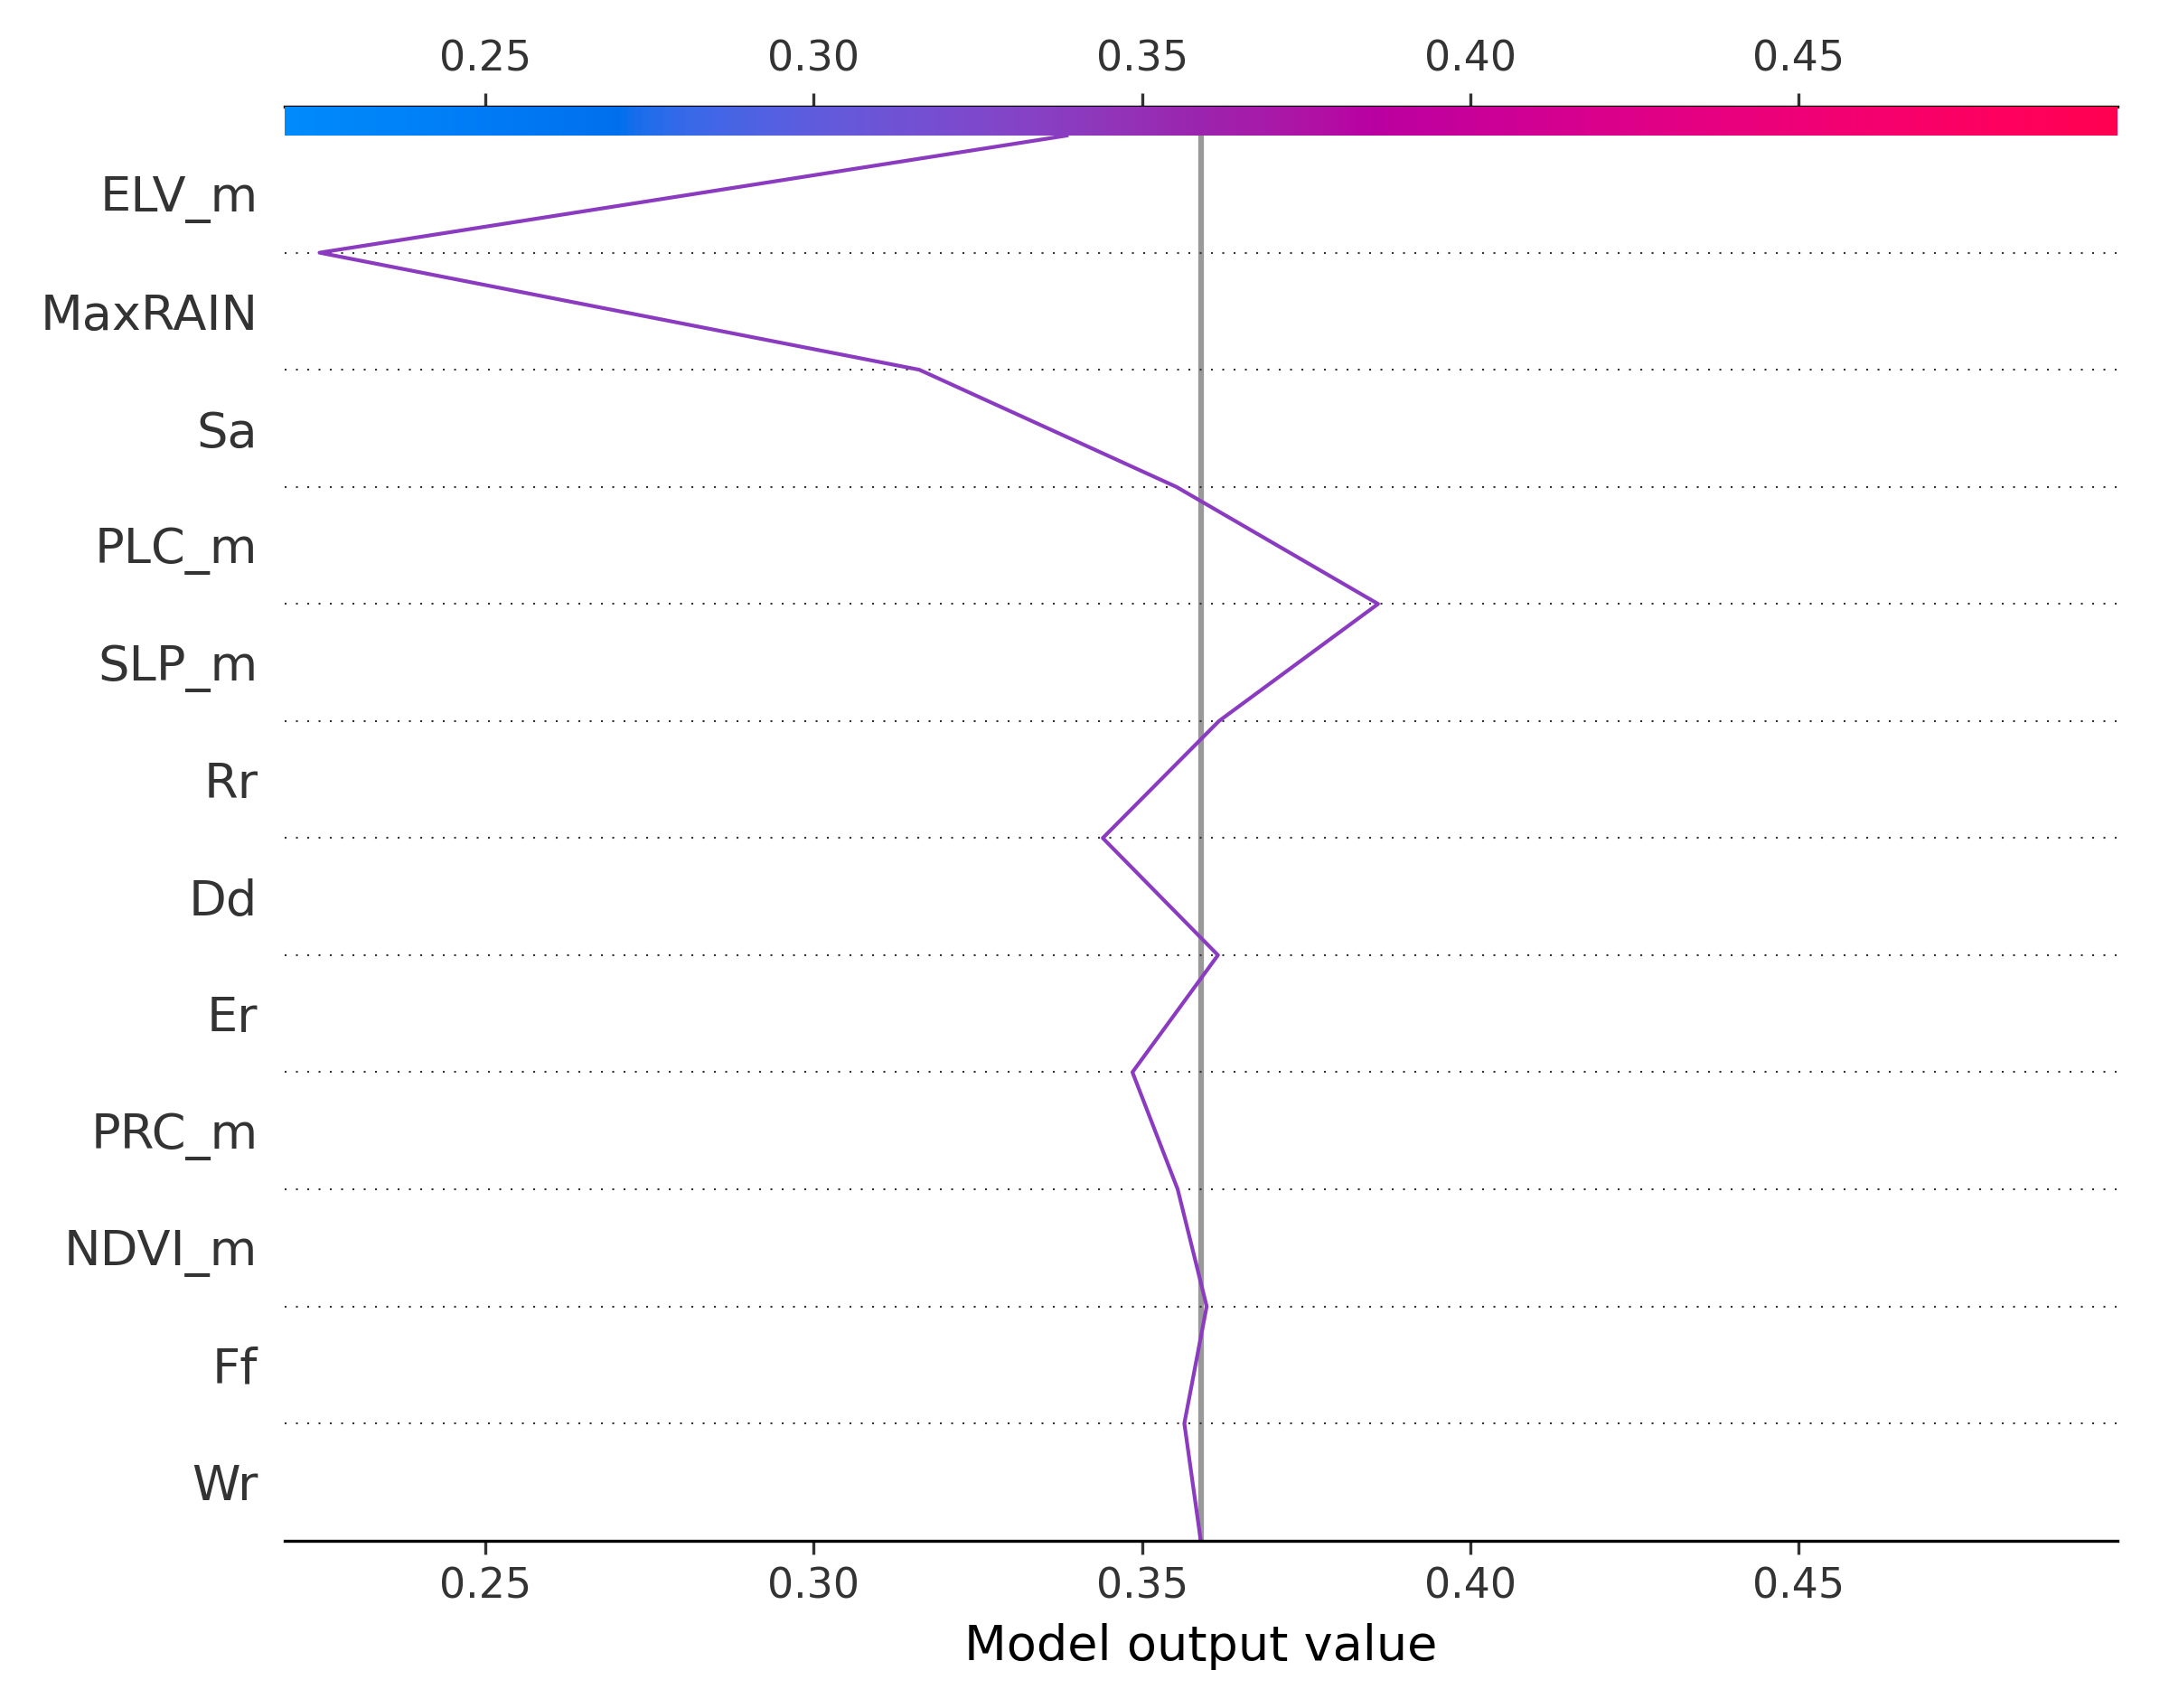 0.25 0.30 0.35 0.40 0.45
ELV_m
MaxRAIN
Sa
PLC_m
SLP_m
Rr
Dd
Er
PRC_m
NDVI_m
Ff
Wr
0.25 0.30 0.35 0.40 0.45
Model output value